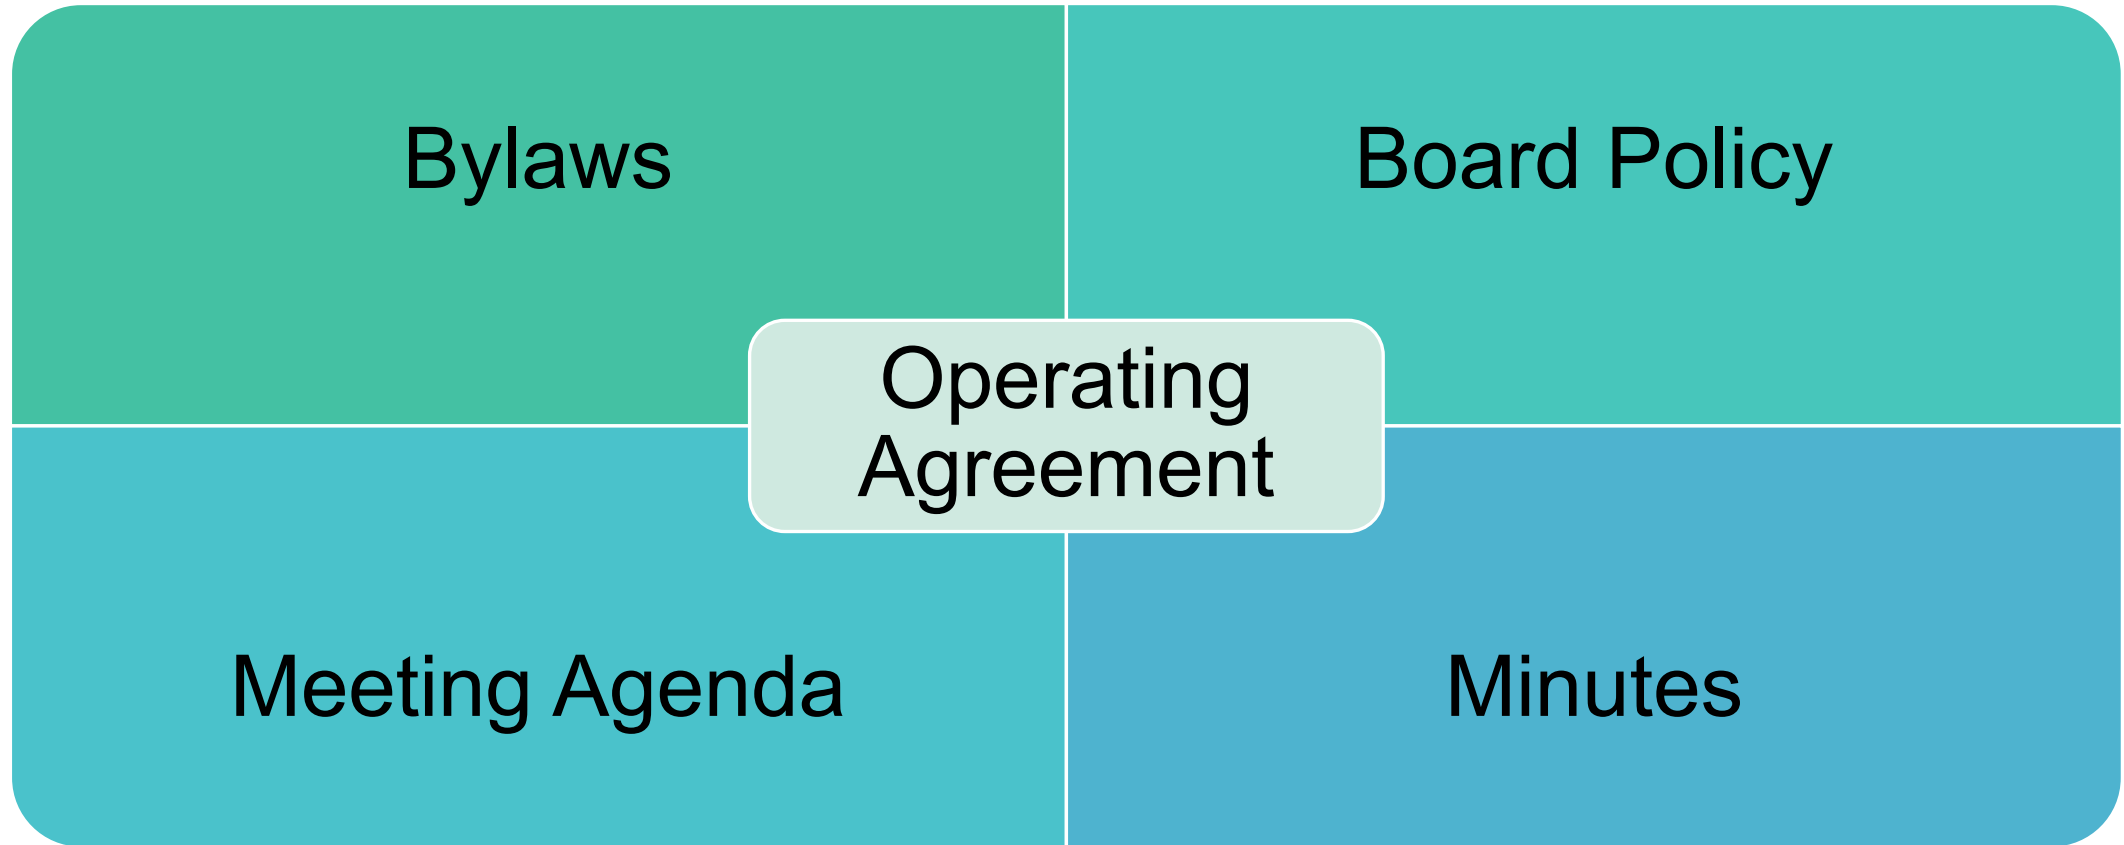 Bylaws
Board Policy
Operating
Agreement
Meeting Agenda
Minutes